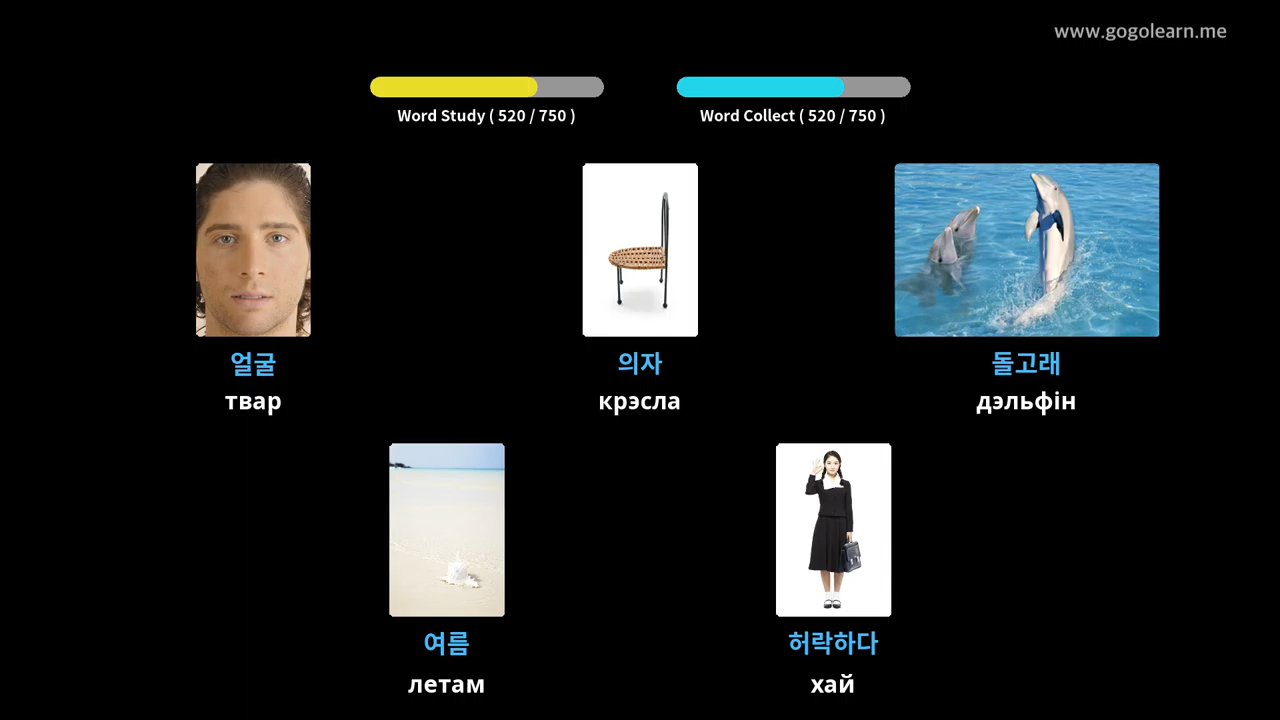 www.gogolearn.me
Word Study ( 520 / 750 )
Word Collect ( 520 / 750 )
얼굴
твар
의자
крэсла
돌고래
дэльфін
여름
летам
허락하다
хай